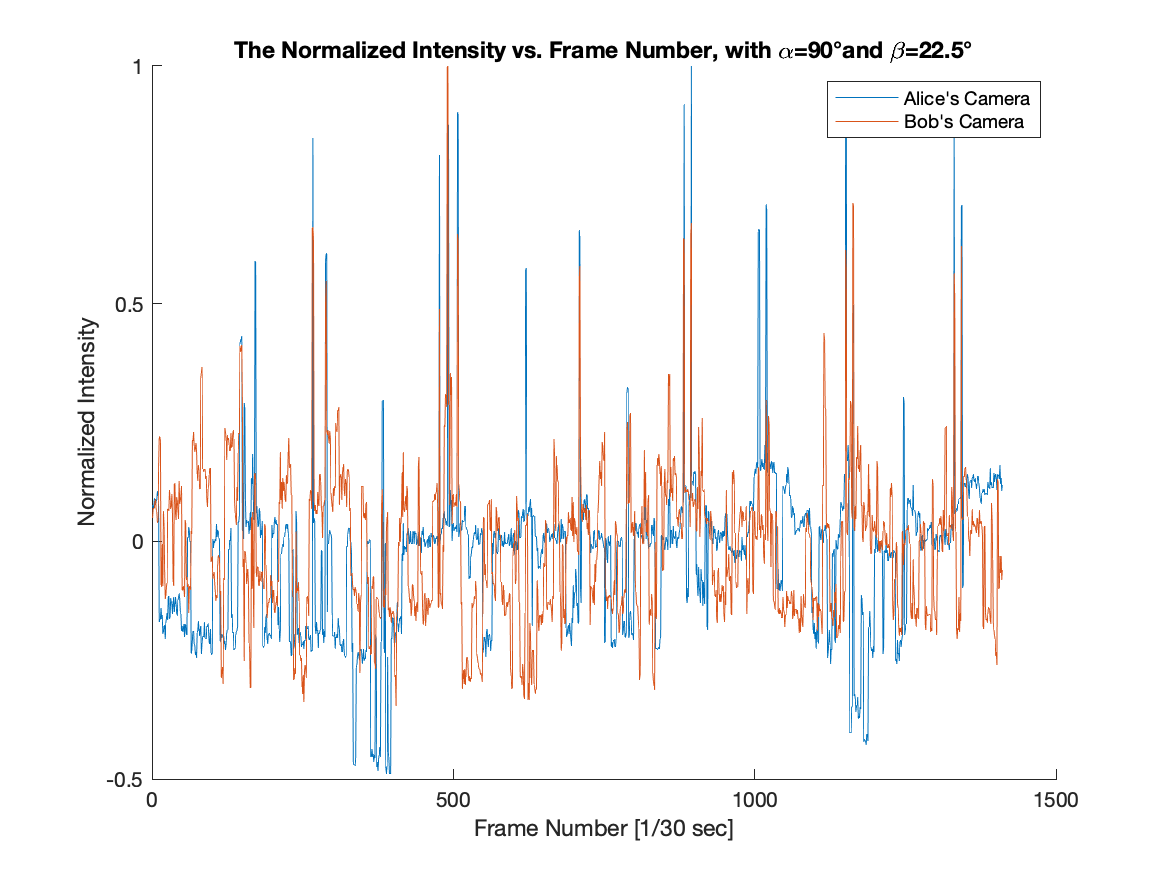 The Normalized Intensity vs. Frame Number, with α=90°and β=22.5°
1
0.5
0
-0.5
Normalized Intensity
Alice's Camera
Bob's Camera
0
500
1000
1500
Frame Number [1/30 sec]